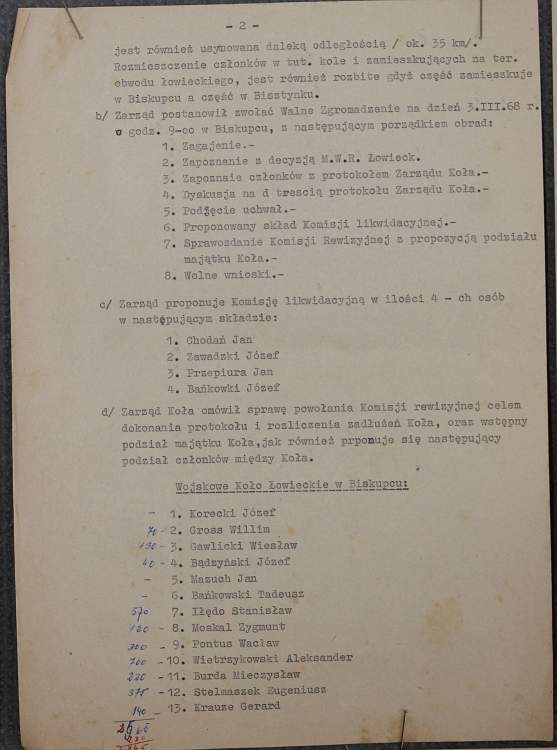 - 2 -
jest również usytuowana daleką odległością / ok. 35 km/.
Rozmieszczenie członków w tut. kole i zamieszkujących na ter.
obwodu łowieckiego, jest również rozbite gdyż część zamieszkuje
w Biskupcu a część w Bisztynku.
b/ Zarząd postanowił zwołać Walne Zgromadzenie na dzień 3.III.68 r.
o godz. 9-oo w Biskupcu, z następującym porządkiem obrad:
1. Zagajenie.-
2. Zapoznanie z decyzją M.W.R. Łowieck.
3. Zapoznaie członków z protokołem Zarządu Koła.-
4. Dyskusja na d trescią protokołu Zarządu Koła.-
5. Podjęcie uchwał.-
6. Proponowany skład Komisji likwidacyjnej.-
7. Sprawozdanie Komisji Rewizyjnej z propozycją podziału
majątku Koła.-
8. Wolne wnioski.-
c/ Zarząd proponuje Komisję likwidacyjną w ilości 4 - ch osób
w następującym składzie:
1. Chodań Jan
2. Zawadzki Józef
3. Przepiura Jan
4. Bańkowki Józef
d/ Zarząd Koła omówił sprawę powołania Komisji rewizyjnej celem
dokonania protokołu i rozliczenia zadłużeń Koła, oraz wstępny
podział majątku Koła,jak również prponuje się następujący
podział członków między Koła.
Wojskowe Koło Łowieckie w Biskupcu:
- 1. Korecki Józef
70 - 2. Gross Willim
130 - 3. Gawlicki Wiesław
40 - 4. Bądzyński Józef
- 5. Mazuch Jan
- 6. Bańkowski Tadeusz
570 7. Iłędo Stanisław
120 - 8. Moskal Zygmunt
300 - 9. Pontus Wacław
700 - 10. Wietrzykowski Aleksander
220 - 11. Burda Mieczysław
375 - 12. Stelmaszek Eugeniusz
140 - 13. Krauze Gerard